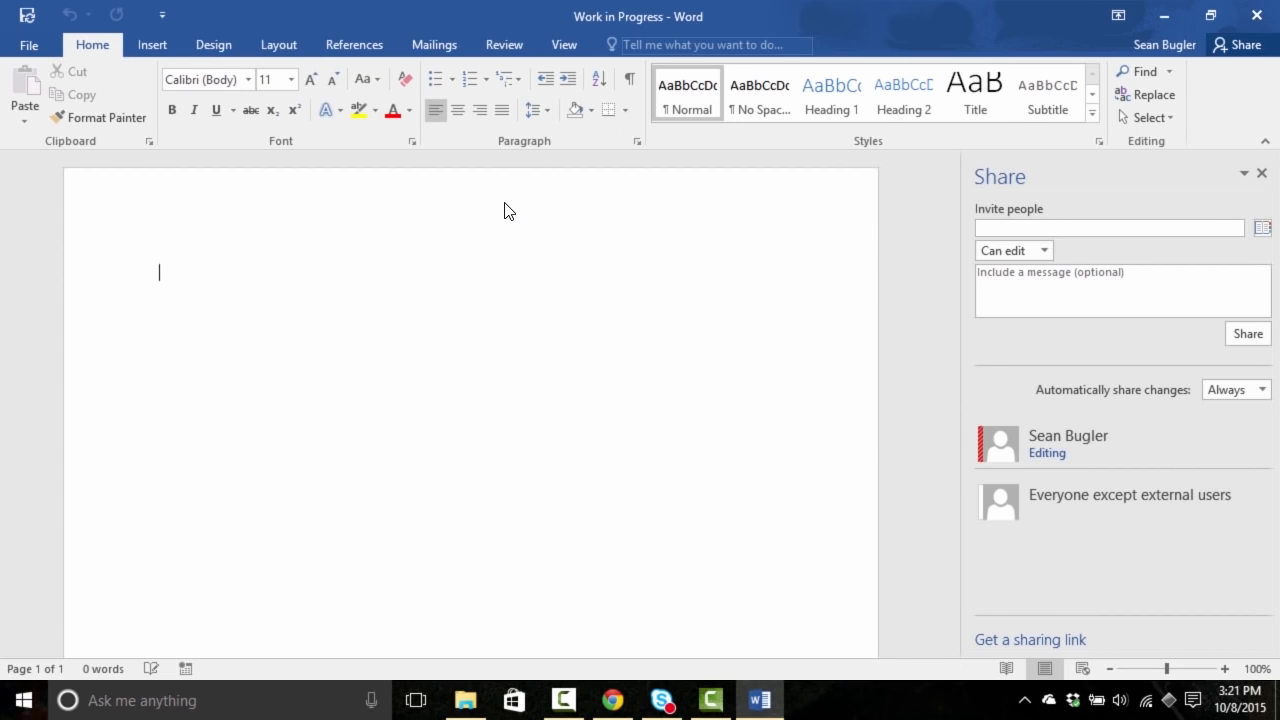 Work in Progress - Word
File Home Insert Design Layout References Mailings Review View Tell me what you want to do... Sean Bugler Share
Paste
Cut
Copy
Format Painter
Clipboard
Calibri (Body) 11
Font
Paragraph
AaBbCcDc AaBbCcDc AaBbCc AaBbCcD AaB AaBbCcD
¶ Normal ¶ No Spac... Heading 1 Heading 2 Title Subtitle
Styles
Find
Replace
Select
Editing
Share
Invite people
Can edit
Include a message (optional)
Share
Automatically share changes: Always
Sean Bugler
Editing
Everyone except external users
Get a sharing link
Page 1 of 1 0 words 100%
Ask me anything
3:21 PM
10/8/2015